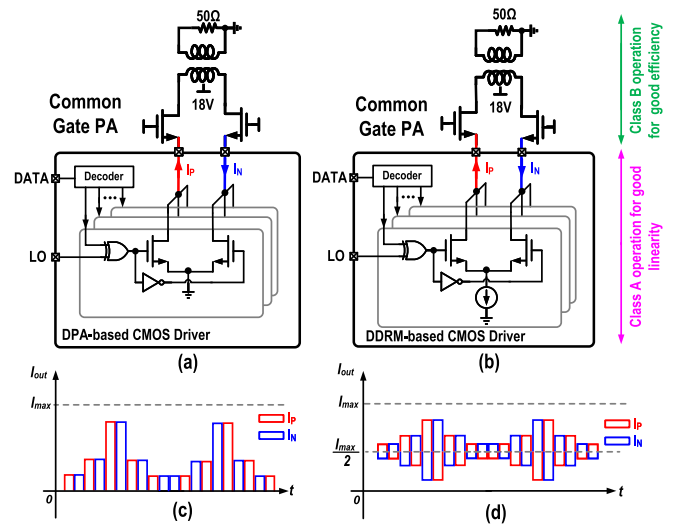 50Ω
18V
Common
Gate PA
I_P
I_N
DATA
Decoder
LO
DPA-based CMOS Driver
(a)
50Ω
18V
Common
Gate PA
I_P
I_N
DATA
Decoder
LO
DDRM-based CMOS Driver
(b)
Class B operation
for good efficiency
Class A operation for good
linearity
I_out
I_max
I_P
I_N
0
t
(c)
I_out
I_max
I_max
2
I_P
I_N
0
t
(d)